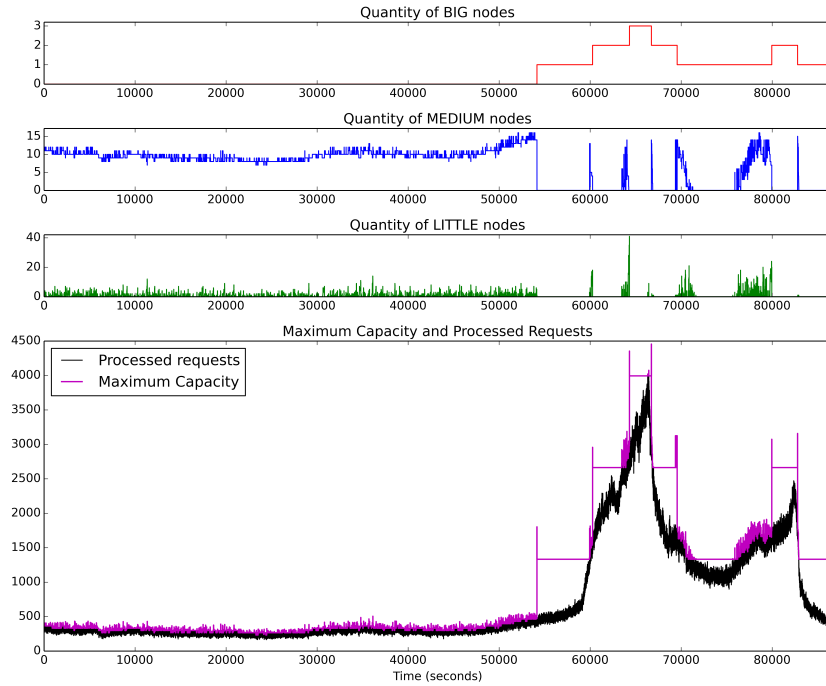 Quantity of BIG nodes
3
2
1
0
0 10000 20000 30000 40000 50000 60000 70000 80000
Quantity of MEDIUM nodes
15
10
5
0
0 10000 20000 30000 40000 50000 60000 70000 80000
Quantity of LITTLE nodes
40
20
0
0 10000 20000 30000 40000 50000 60000 70000 80000
Maximum Capacity and Processed Requests
4500
Processed requests
Maximum Capacity
4000
3500
3000
2500
2000
1500
1000
500
0
0 10000 20000 30000 40000 50000 60000 70000 80000
Time (seconds)